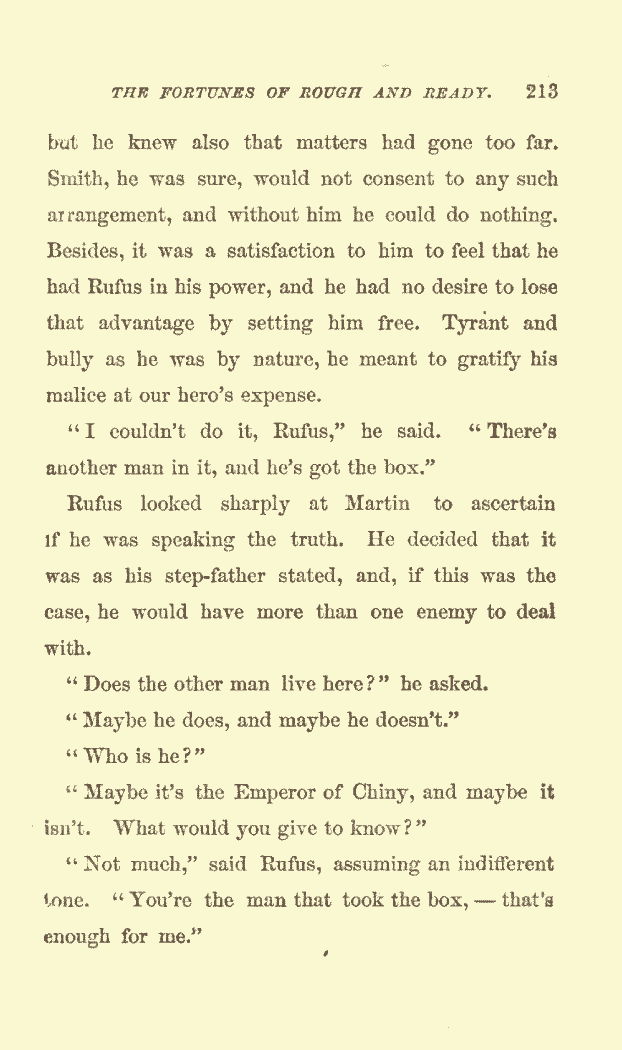 THE FORTUNES OF ROUGH AND READY. 213
but he knew also that matters had gone too far.
Smith, he was sure, would not consent to any such
arrangement, and without him he could do nothing.
Besides, it was a satisfaction to him to feel that he
had Rufus in his power, and he had no desire to lose
that advantage by setting him free. Tyrant and
bully as he was by nature, he meant to gratify his
malice at our hero's expense.
"I couldn't do it, Rufus," he said. "There's
another man in it, and he's got the box."
Rufus looked sharply at Martin to ascertain
if he was speaking the truth. He decided that it
was as his step-father stated, and, if this was the
case, he would have more than one enemy to deal
with.
"Does the other man live here?" he asked.
"Maybe he does, and maybe he doesn't."
"Who is he?"
"Maybe it's the Emperor of Chiny, and maybe it
isn't. What would you give to know?"
"Not much," said Rufus, assuming an indifferent
tone. "You're the man that took the box, — that's
enough for me."